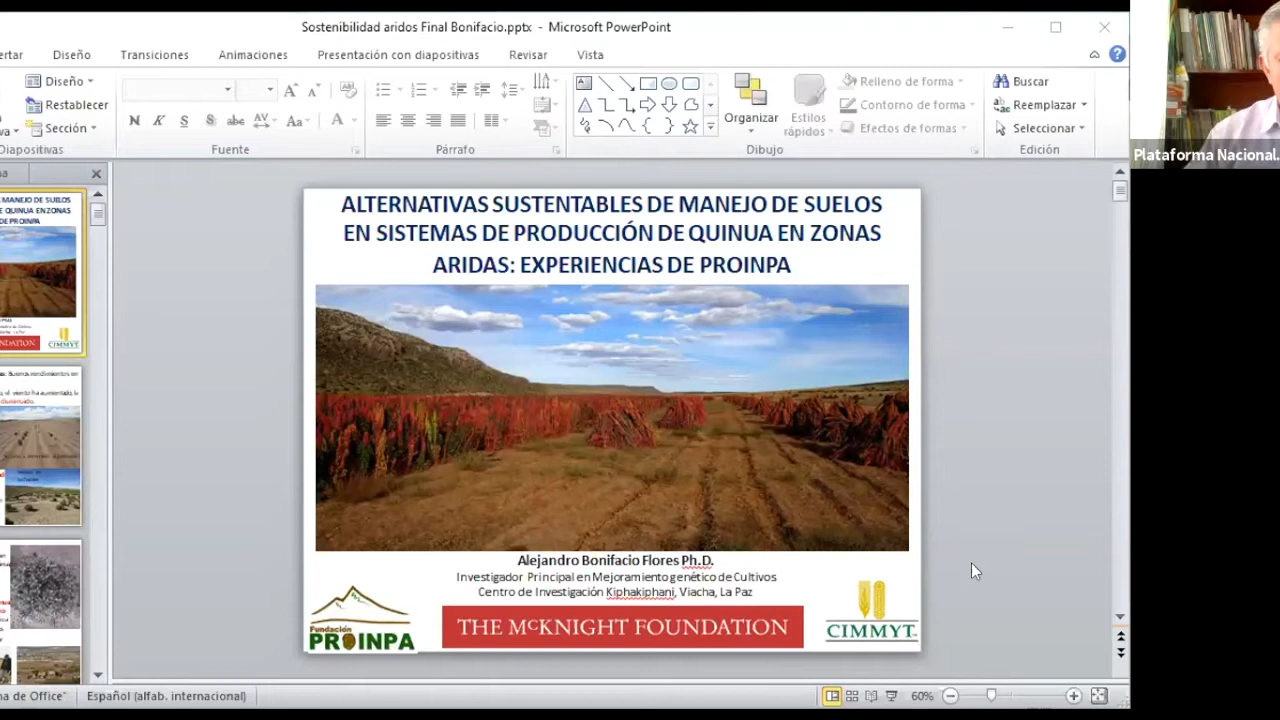 Sostenibilidad aridos Final Bonifacio.pptx - Microsoft PowerPoint
ertar Diseño Transiciones Animaciones Presentación con diapositivas Revisar Vista
Diseño
Restablecer
Sección
Diapositivas
Fuente
Párrafo
Organizar
Estilos
rápidos
Dibujo
Relleno de forma
Contorno de forma
Efectos de formas
Buscar
Reemplazar
Seleccionar
Edición
Plataforma Nacional.
ALTERNATIVAS SUSTENTABLES DE MANEJO DE SUELOS
EN SISTEMAS DE PRODUCCIÓN DE QUINUA EN ZONAS
ARIDAS: EXPERIENCIAS DE PROINPA
Alejandro Bonifacio Flores Ph.D.
Investigador Principal en Mejoramiento genético de Cultivos
Centro de Investigación Kiphakiphani, Viacha, La Paz
Fundación
PROINPA
THE McKNIGHT FOUNDATION
CIMMYT
na de Office" Español (alfab. internacional) 60%